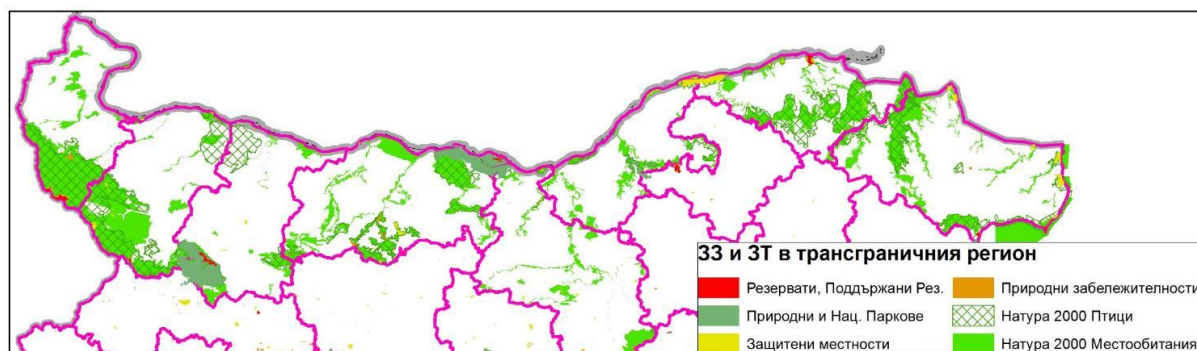 ЗЗ и ЗТ в трансграничния регион
Резервати, Поддържани Рез.
Природни забележителности
Природни и Нац. Паркове
Натура 2000 Птици
Защитени местности
Натура 2000 Местообитания